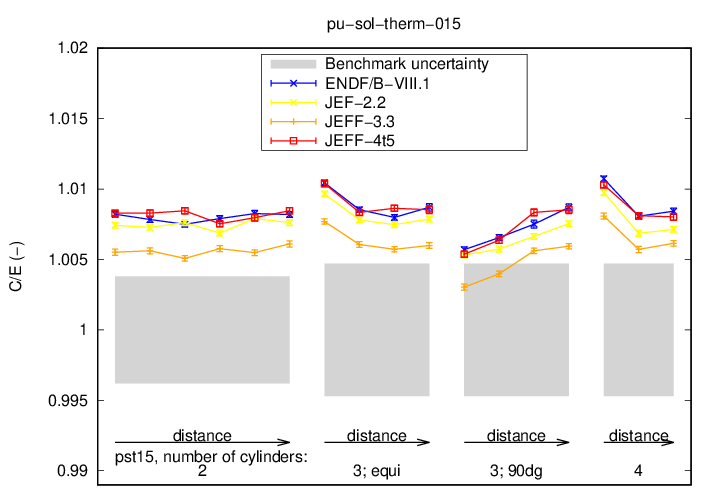 pu−sol−therm−015
1.02
1.015
1.01
1.005
1
0.995
0.99
C/E (−)
Benchmark uncertainty
ENDF/B−VIII.1
JEF−2.2
JEFF−3.3
JEFF−4t5
distance distance distance distance
pst15, number of cylinders:
2 3; equi 3; 90dg 4